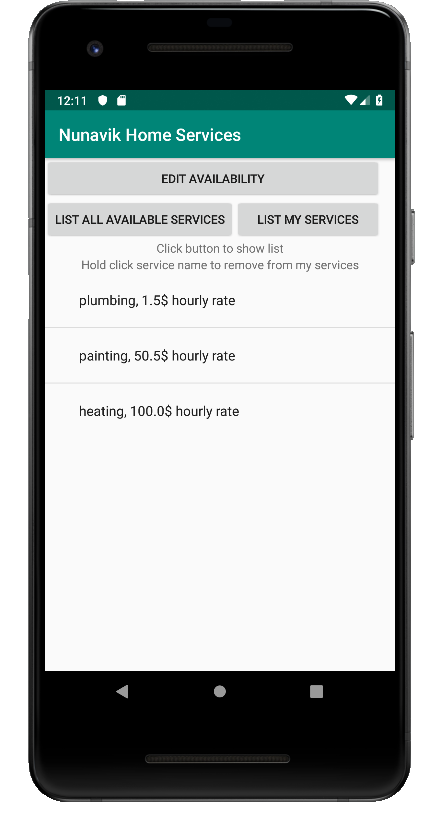 12:11
Nunavik Home Services
EDIT AVAILABILITY
LIST ALL AVAILABLE SERVICES LIST MY SERVICES
Click button to show list
Hold click service name to remove from my services
plumbing, 1.5$ hourly rate
painting, 50.5$ hourly rate
heating, 100.0$ hourly rate